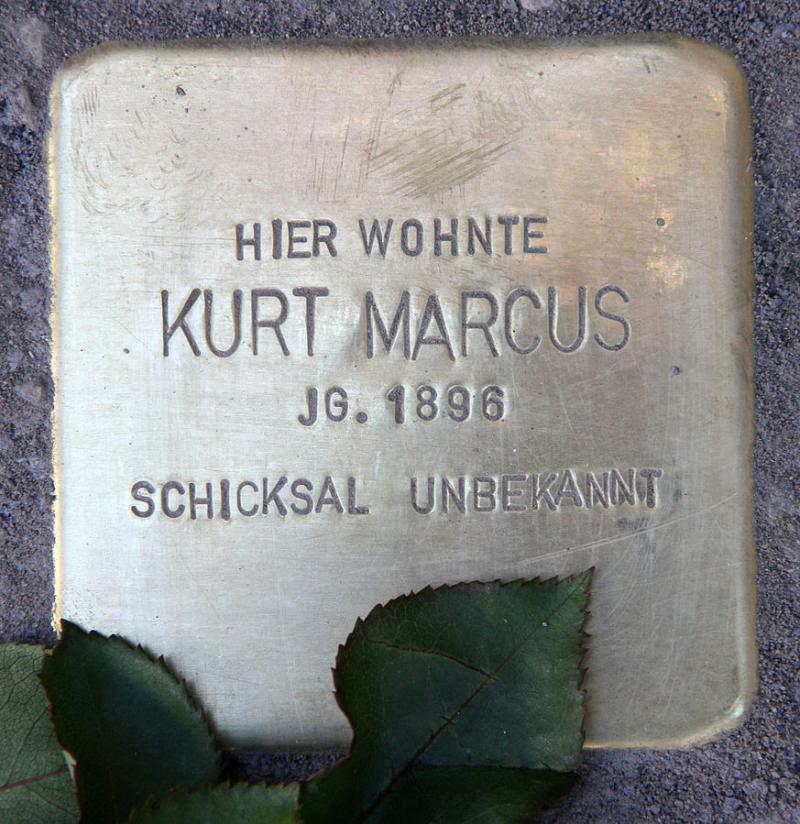 HIER WOHNTE
KURT MARCUS
JG. 1896
SCHICKSAL UNBEKANNT